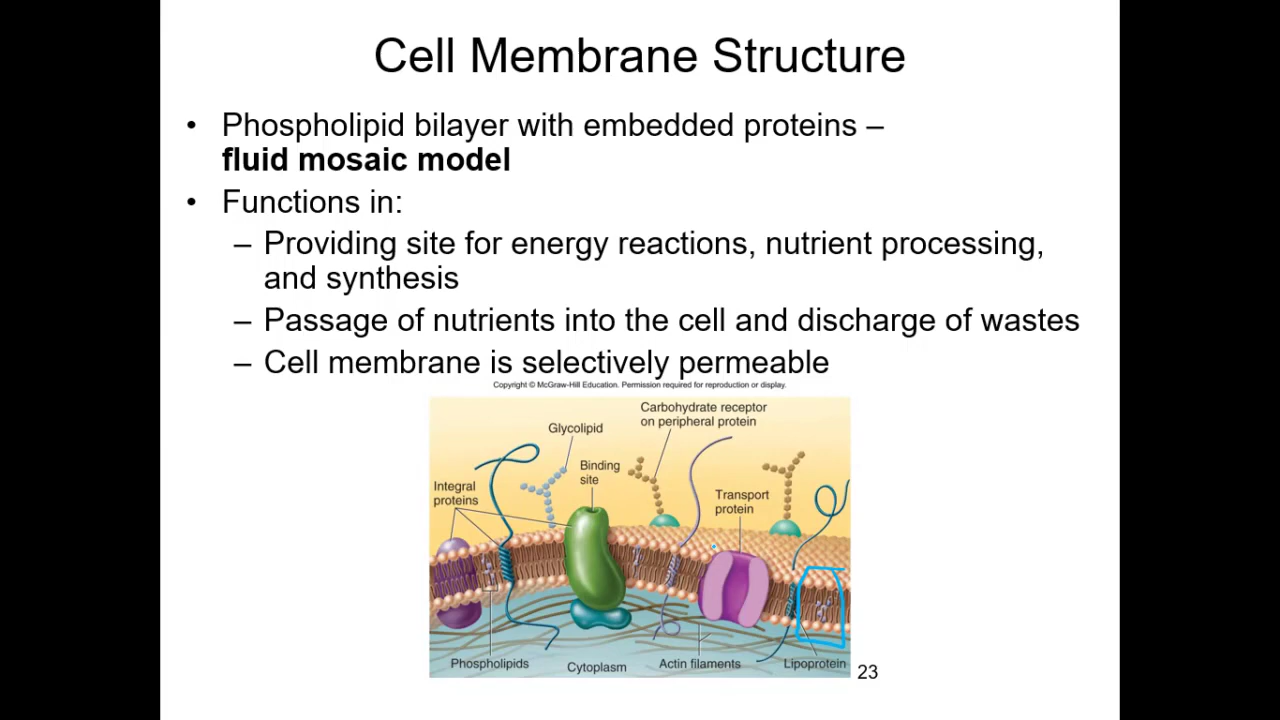 Cell Membrane Structure
• Phospholipid bilayer with embedded proteins –
fluid mosaic model
• Functions in:
– Providing site for energy reactions, nutrient processing,
and synthesis
– Passage of nutrients into the cell and discharge of wastes
– Cell membrane is selectively permeable
Copyright © McGraw-Hill Education. Permission required for reproduction or display.
Carbohydrate receptor
on peripheral protein
Glycolipid
Binding
site
Integral
proteins
Transport
protein
Phospholipids
Cytoplasm
Actin filaments
Lipoprotein
23